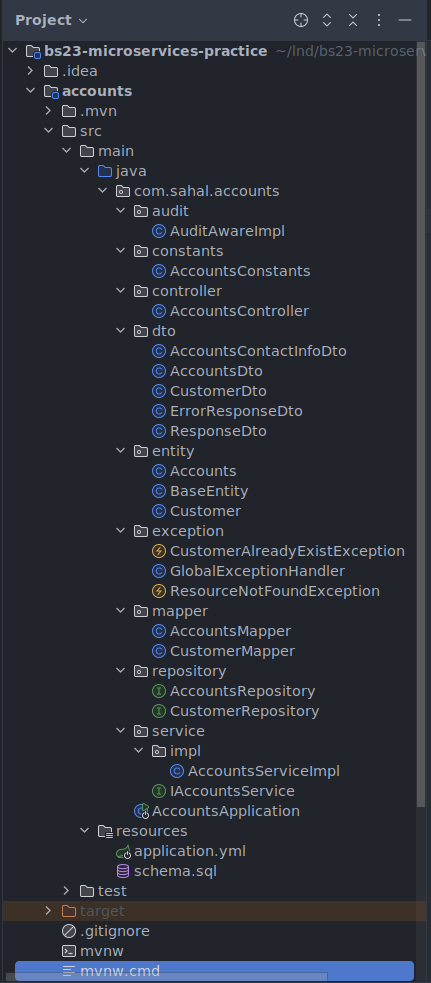 Project
bs23-microservices-practice ~/lnd/bs23-microserv
.idea
accounts
.mvn
src
main
java
com.sahal.accounts
audit
AuditAwareImpl
constants
AccountsConstants
controller
AccountsController
dto
AccountsContactInfoDto
AccountsDto
CustomerDto
ErrorResponseDto
ResponseDto
entity
Accounts
BaseEntity
Customer
exception
CustomerAlreadyExistException
GlobalExceptionHandler
ResourceNotFoundException
mapper
AccountsMapper
CustomerMapper
repository
AccountsRepository
CustomerRepository
service
impl
AccountsServiceImpl
IAccountsService
AccountsApplication
resources
application.yml
schema.sql
test
target
.gitignore
mvnw
mvnw.cmd